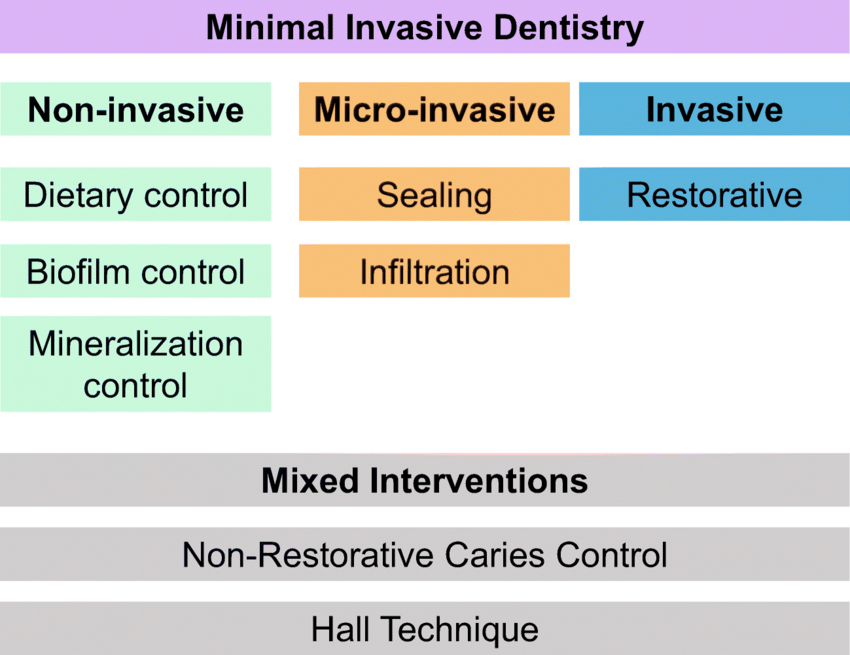 Minimal Invasive Dentistry
Non-invasive
Micro-invasive
Invasive
Dietary control
Sealing
Restorative
Biofilm control
Infiltration
Mineralization
control
Mixed Interventions
Non-Restorative Caries Control
Hall Technique